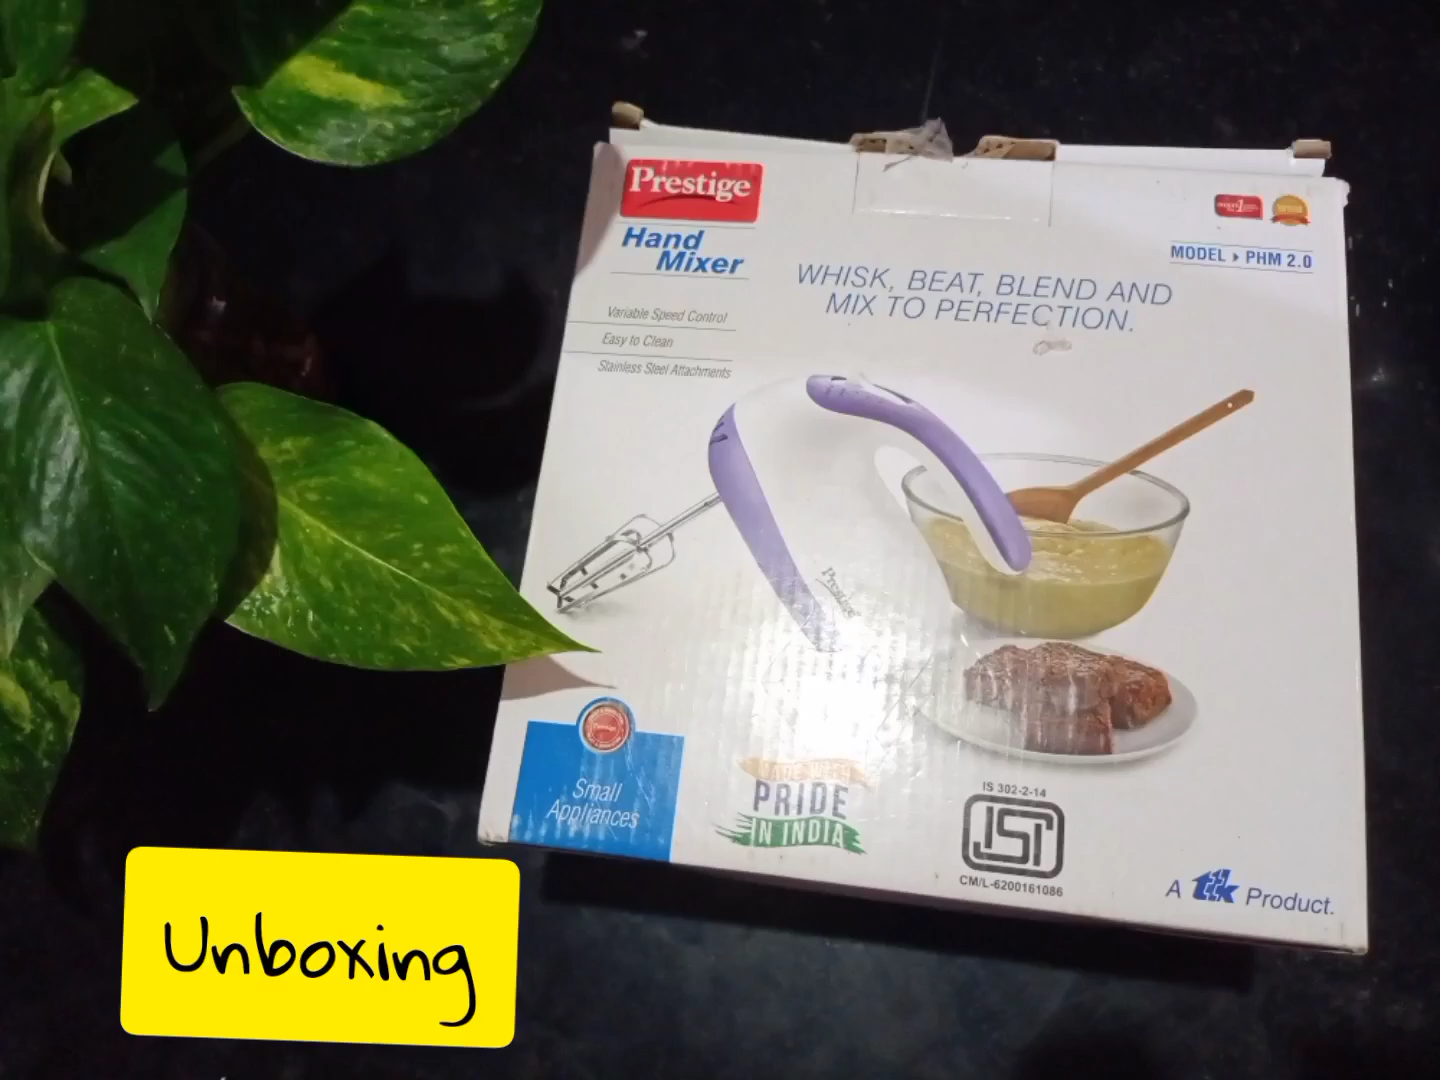 Prestige
Hand
Mixer
Variable Speed Control
Easy to Clean
Stainless Steel Attachments
MODEL PHM 2.0
WHISK, BEAT, BLEND AND
MIX TO PERFECTION.
Prestige
Small
Appliances
PRIDE
IN INDIA
IS 302-2-14
ISI
CM/L-6200161086
A ttk Product.
Unboxing